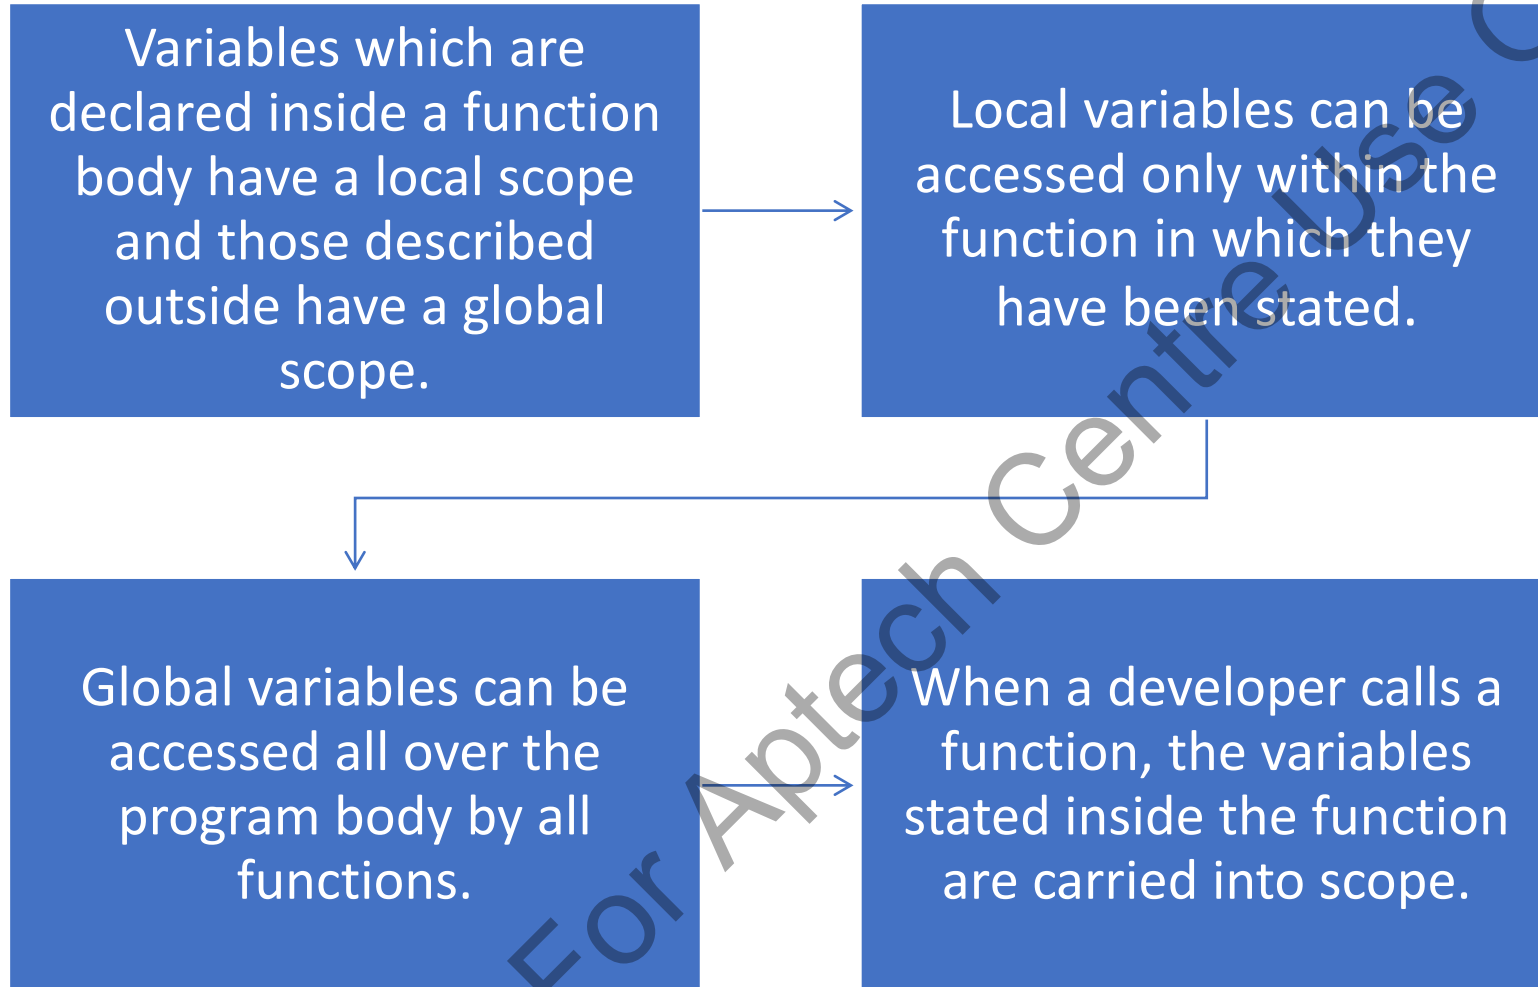 Variables which are
declared inside a function
body have a local scope
and those described
outside have a global
scope.
Local variables can be
accessed only within the
function in which they
have been stated.
Global variables can be
accessed all over the
program body by all
functions.
When a developer calls a
function, the variables
stated inside the function
are carried into scope.
For Aptech Centre Use